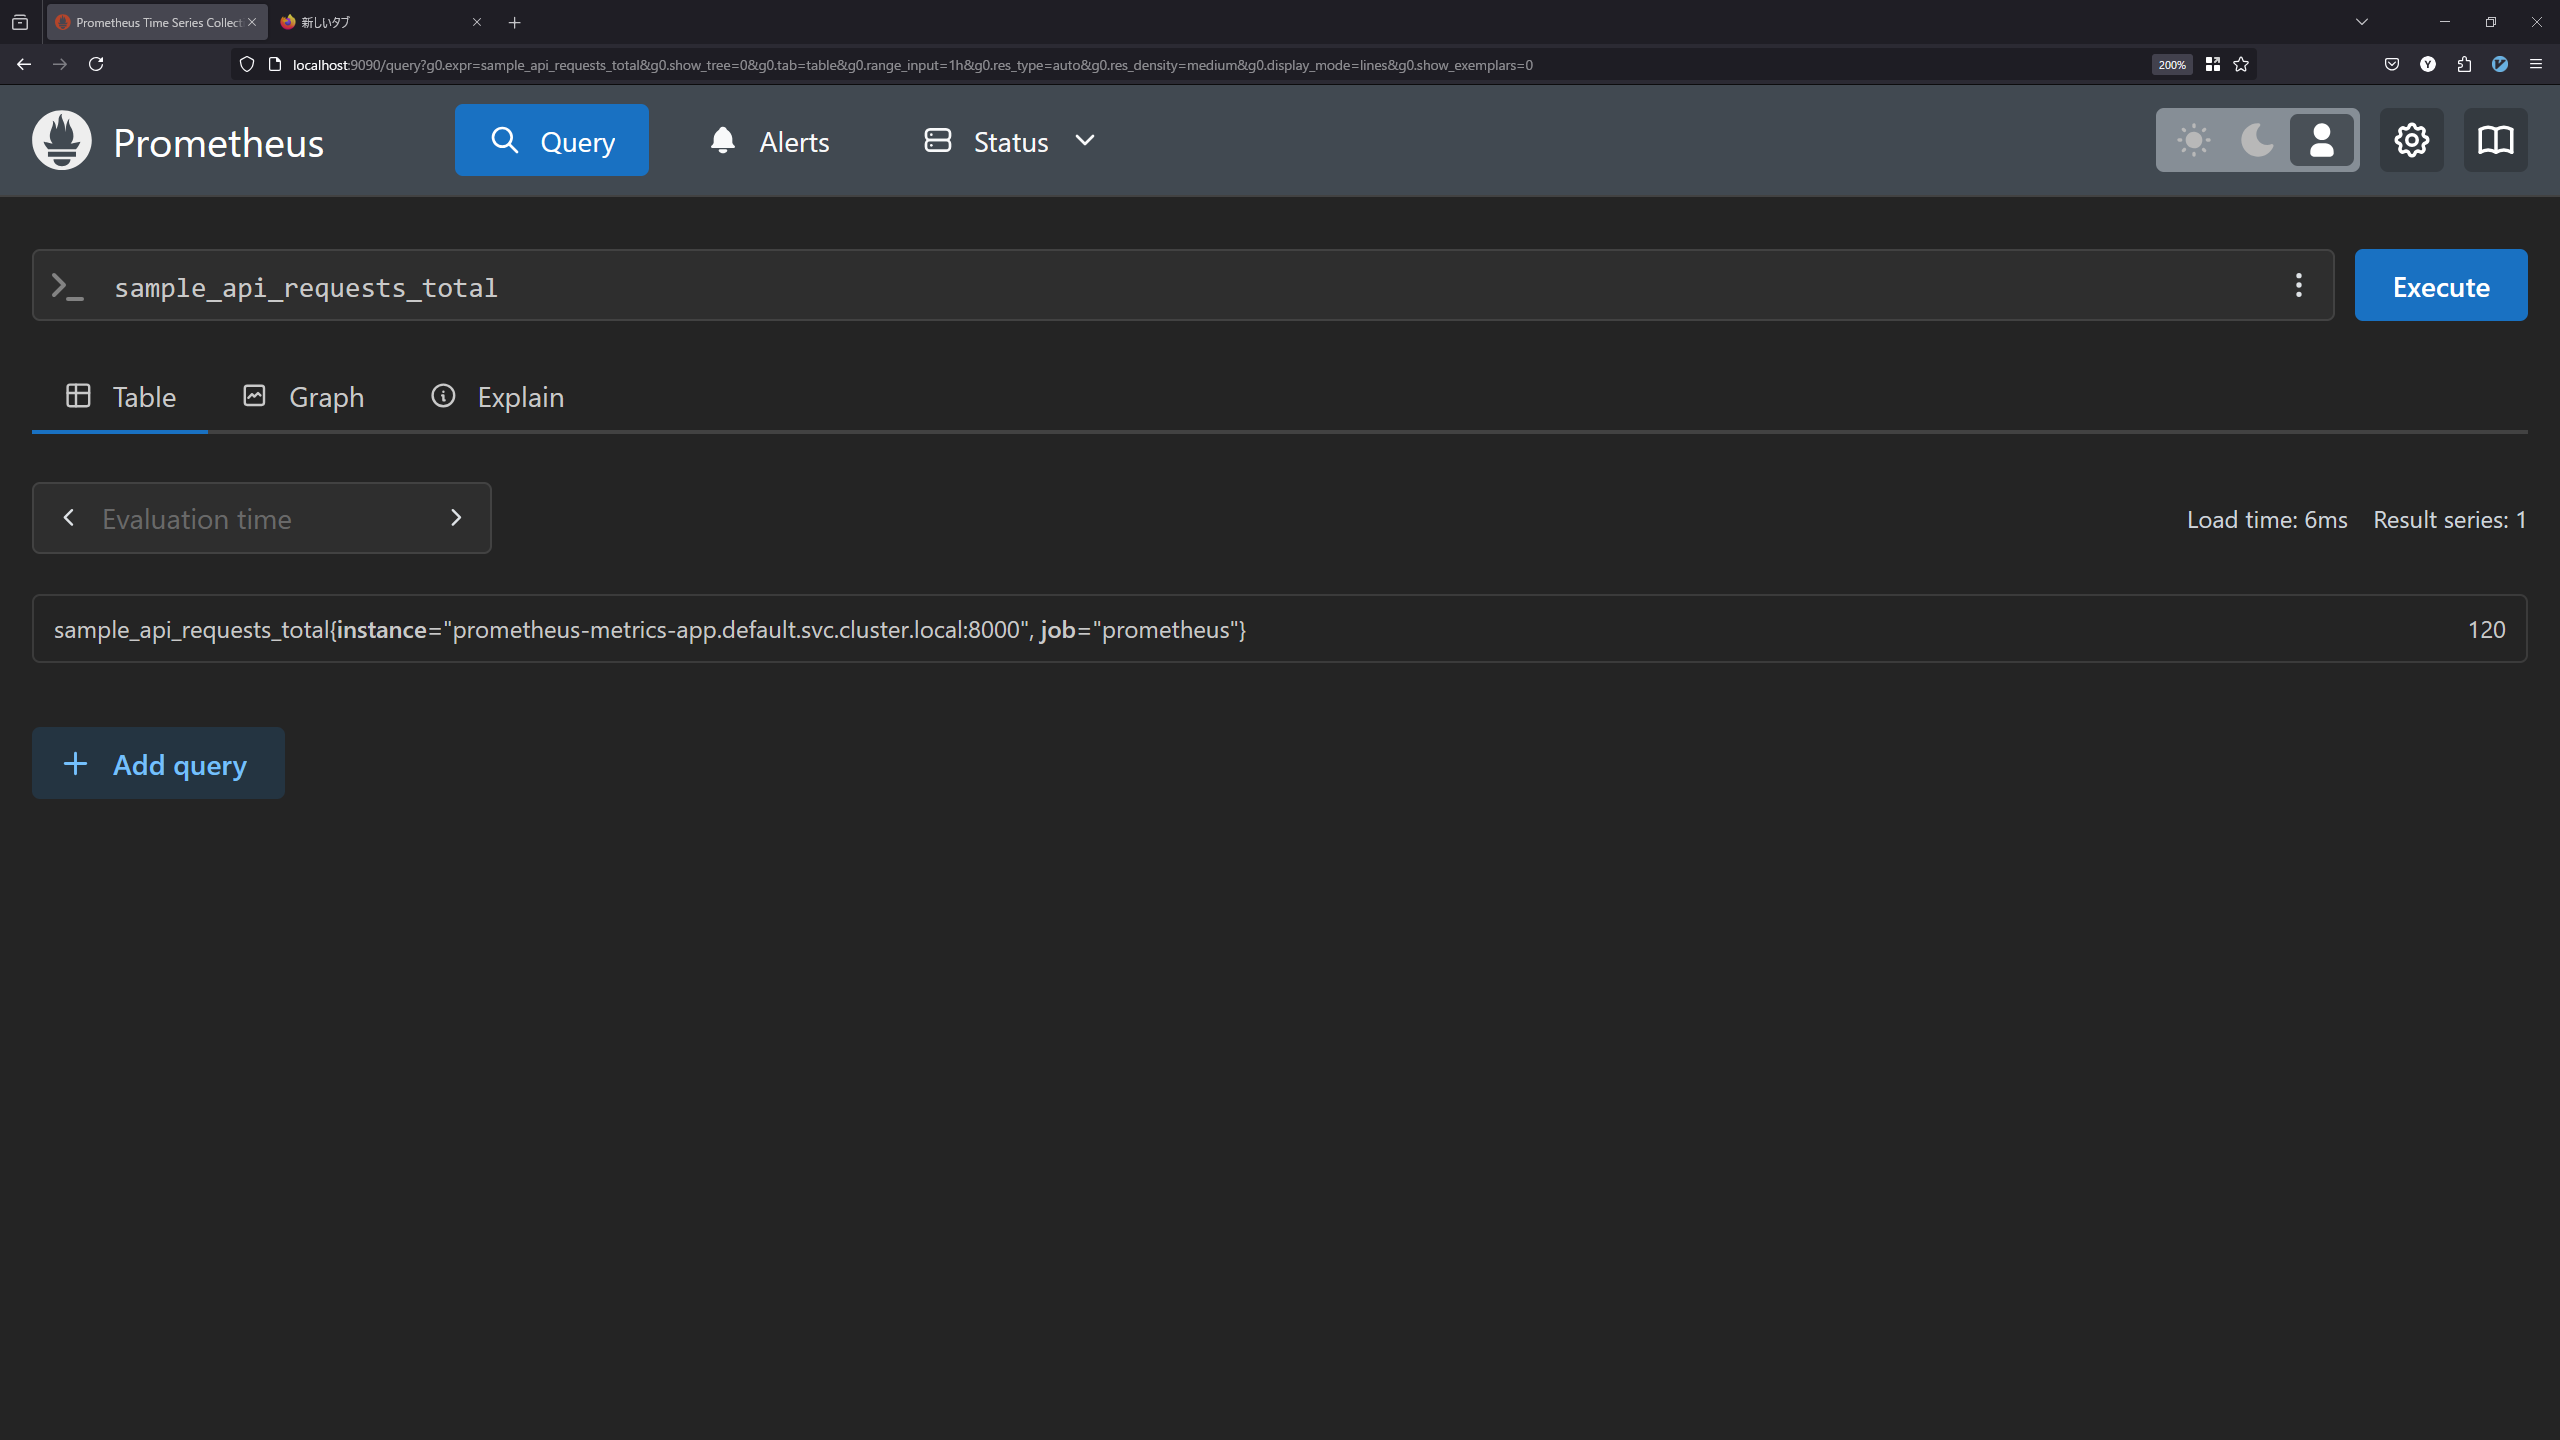 Prometheus Time Series Collect
新しいタブ
localhost:9090/query?g0.expr=sample_api_requests_total&g0.show_tree=0&g0.tab=table&g0.range_input=1h&g0.res_type=auto&g0.res_density=medium&g0.display_mode=lines&g0.show_exemplars=0
200%
Y
Prometheus
Query
Alerts
Status
sample_api_requests_total
Execute
Table
Graph
Explain
Evaluation time
Load time: 6ms
Result series: 1
sample_api_requests_total{instance="prometheus-metrics-app.default.svc.cluster.local:8000", job="prometheus"}
120
Add query